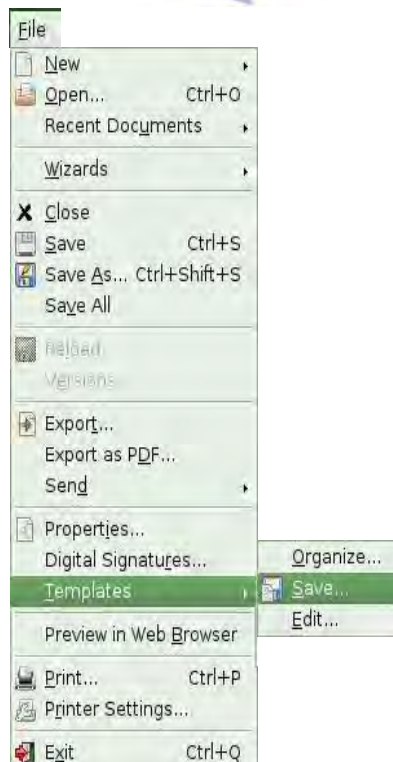 File
New
Open... Ctrl+O
Recent Documents
Wizards
Close
Save Ctrl+S
Save As... Ctrl+Shift+S
Save All
Reload
Versions...
Export...
Export as PDF...
Send
Properties...
Digital Signatures...
Templates
Organize...
Save...
Edit...
Preview in Web Browser
Print... Ctrl+P
Printer Settings...
Exit Ctrl+Q